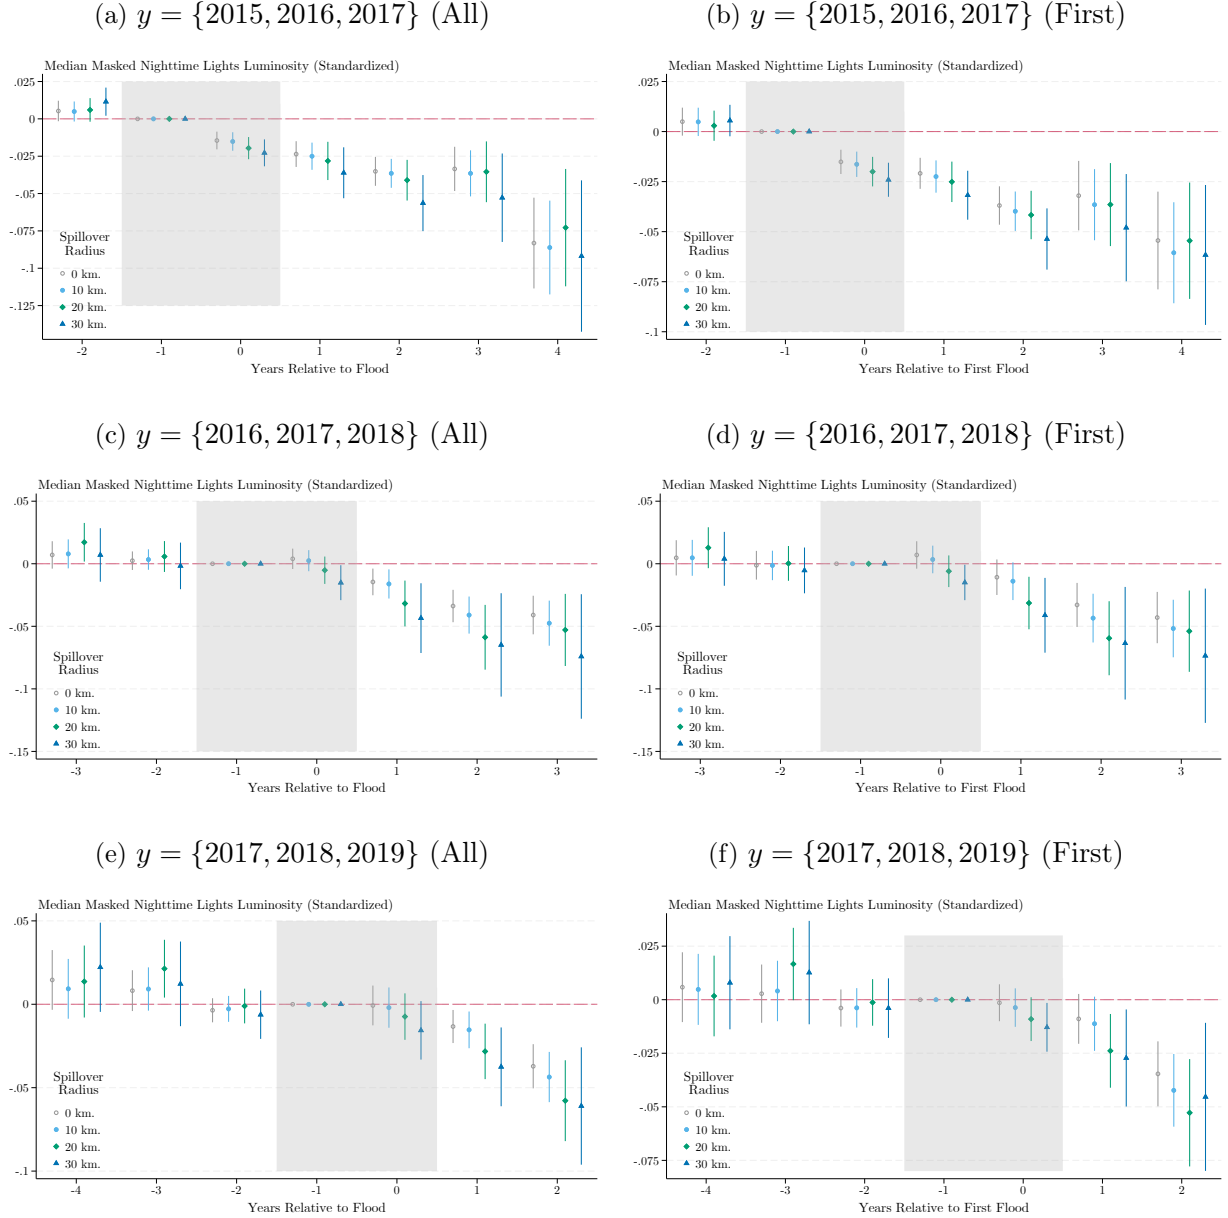 (a) y = {2015, 2016, 2017} (All)
Median Masked Nighttime Lights Luminosity (Standardized)
.025
0
-.025
-.05
-.075
-.1
-.125
Spillover
Radius
0 km.
10 km.
20 km.
30 km.
-2 -1 0 1 2 3 4
Years Relative to Flood
(b) y = {2015, 2016, 2017} (First)
Median Masked Nighttime Lights Luminosity (Standardized)
.025
0
-.025
-.05
-.075
-.1
Spillover
Radius
0 km.
10 km.
20 km.
30 km.
-2 -1 0 1 2 3 4
Years Relative to First Flood
(c) y = {2016, 2017, 2018} (All)
Median Masked Nighttime Lights Luminosity (Standardized)
.05
0
-.05
-.1
-.15
Spillover
Radius
0 km.
10 km.
20 km.
30 km.
-3 -2 -1 0 1 2 3
Years Relative to Flood
(d) y = {2016, 2017, 2018} (First)
Median Masked Nighttime Lights Luminosity (Standardized)
.05
0
-.05
-.1
-.15
Spillover
Radius
0 km.
10 km.
20 km.
30 km.
-3 -2 -1 0 1 2 3
Years Relative to First Flood
(e) y = {2017, 2018, 2019} (All)
Median Masked Nighttime Lights Luminosity (Standardized)
.05
0
-.05
-.1
Spillover
Radius
0 km.
10 km.
20 km.
30 km.
-4 -3 -2 -1 0 1 2
Years Relative to Flood
(f) y = {2017, 2018, 2019} (First)
Median Masked Nighttime Lights Luminosity (Standardized)
.025
0
-.025
-.05
-.075
Spillover
Radius
0 km.
10 km.
20 km.
30 km.
-4 -3 -2 -1 0 1 2
Years Relative to First Flood